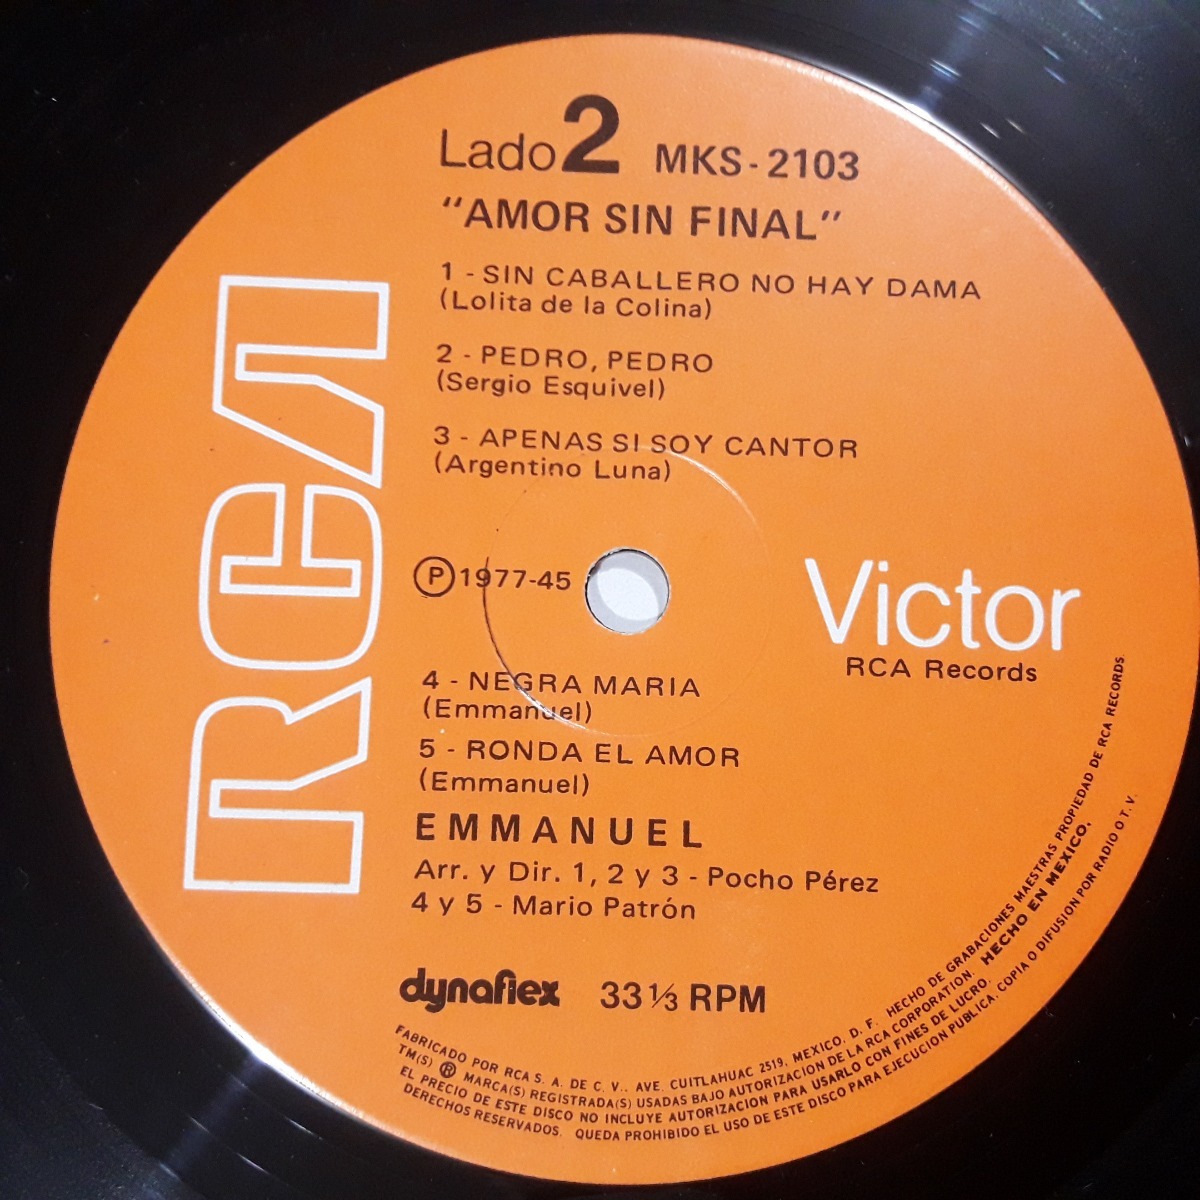 Lado 2 MKS-2103
"AMOR SIN FINAL"
1 - SIN CABALLERO NO HAY DAMA
(Lolita de la Colina)
2 - PEDRO, PEDRO
(Sergio Esquivel)
3 - APENAS SI SOY CANTOR
(Argentino Luna)
RCA
Ⓟ 1977-45
Victor
RCA Records
4 - NEGRA MARIA
(Emmanuel)
5 - RONDA EL AMOR
(Emmanuel)
EMMANUEL
Arr. y Dir. 1, 2 y 3 - Pocho Pérez
4 y 5 - Mario Patrón
dynaflex 33 1/3 RPM
FABRICADO POR RCA S. A. DE C. V.. AVE. CUITLAHUAC 2519, MEXICO, D. F. HECHO DE GRABACIONES MAESTRAS PROPIEDAD DE RCA RECORDS.
TM(S) ® MARCA(S) REGISTRADA(S) USADAS BAJO AUTORIZACION DE LA RCA CORPORATION. HECHO EN MEXICO.
EL PRECIO DE ESTE DISCO NO INCLUYE AUTORIZACION PARA USARLO CON FINES DE LUCRO.
DERECHOS RESERVADOS. QUEDA PROHIBIDO EL USO DE ESTE DISCO PARA EJECUCION PUBLICA. COPIA O DIFUSION POR RADIO O T. V.